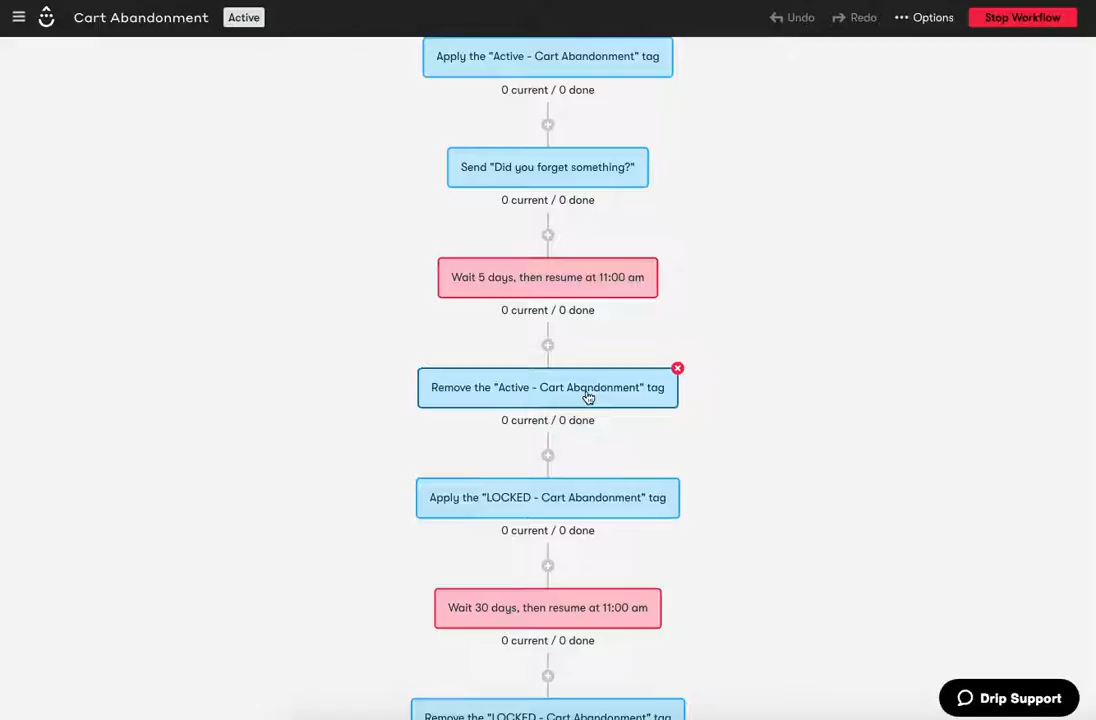 Cart Abandonment Active Undo Redo Options Stop Workflow
Apply the "Active - Cart Abandonment" tag
0 current / 0 done
Send "Did you forget something?"
0 current / 0 done
Wait 5 days, then resume at 11:00 am
0 current / 0 done
Remove the "Active - Cart Abandonment" tag
0 current / 0 done
Apply the "LOCKED - Cart Abandonment" tag
0 current / 0 done
Wait 30 days, then resume at 11:00 am
0 current / 0 done
Remove the "LOCKED - Cart Abandonment" tag
Drip Support